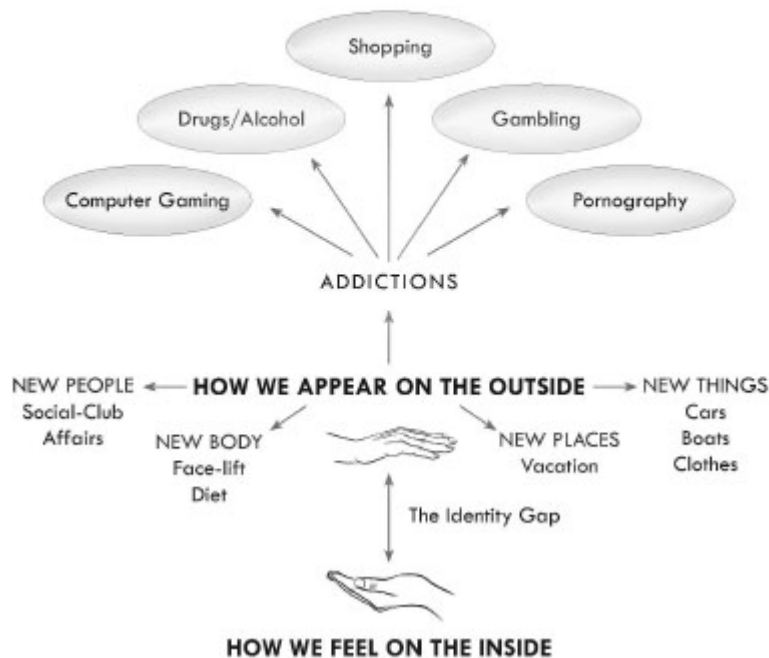 Shopping
Drugs/Alcohol
Gambling
Computer Gaming
Pornography
ADDICTIONS
NEW PEOPLE
Social-Club
Affairs
HOW WE APPEAR ON THE OUTSIDE
NEW THINGS
Cars
Boats
Clothes
NEW BODY
Face-lift
Diet
NEW PLACES
Vacation
The Identity Gap
HOW WE FEEL ON THE INSIDE